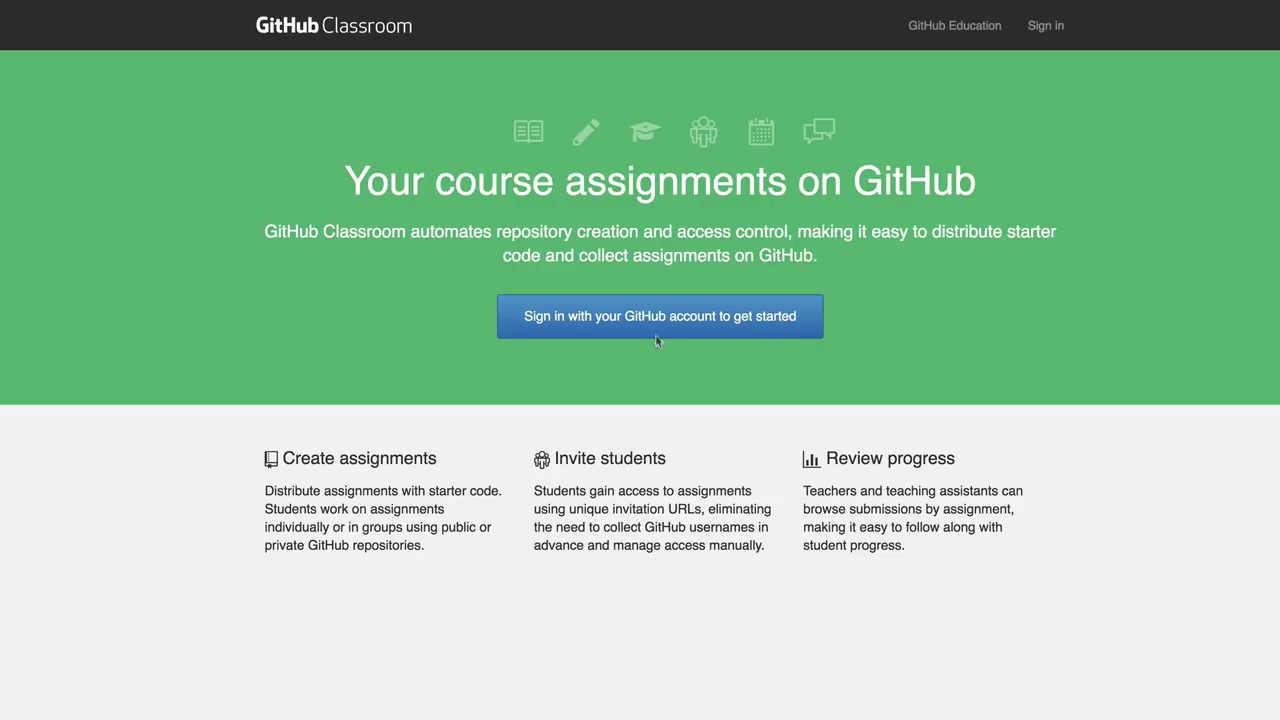 GitHub Classroom
GitHub Education
Sign in
Your course assignments on GitHub
GitHub Classroom automates repository creation and access control, making it easy to distribute starter
code and collect assignments on GitHub.
Sign in with your GitHub account to get started
Create assignments
Distribute assignments with starter code.
Students work on assignments
individually or in groups using public or
private GitHub repositories.
Invite students
Students gain access to assignments
using unique invitation URLs, eliminating
the need to collect GitHub usernames in
advance and manage access manually.
Review progress
Teachers and teaching assistants can
browse submissions by assignment,
making it easy to follow along with
student progress.